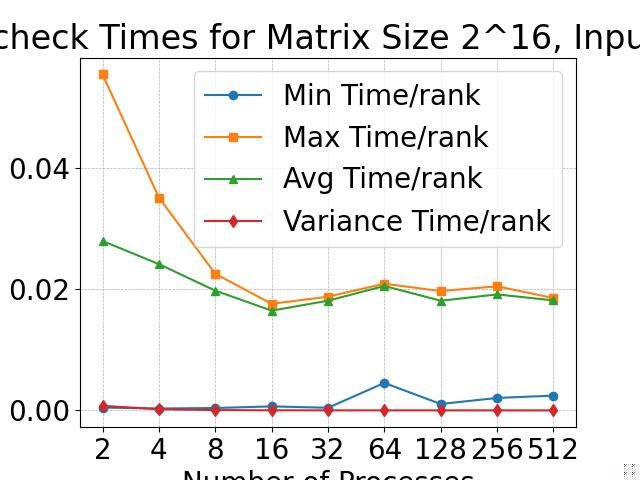 check Times for Matrix Size 2^16, Inpu
Min Time/rank
Max Time/rank
Avg Time/rank
Variance Time/rank
0.04
0.02
0.00
2 4 8 16 32 64 128 256 512
Number of Processes